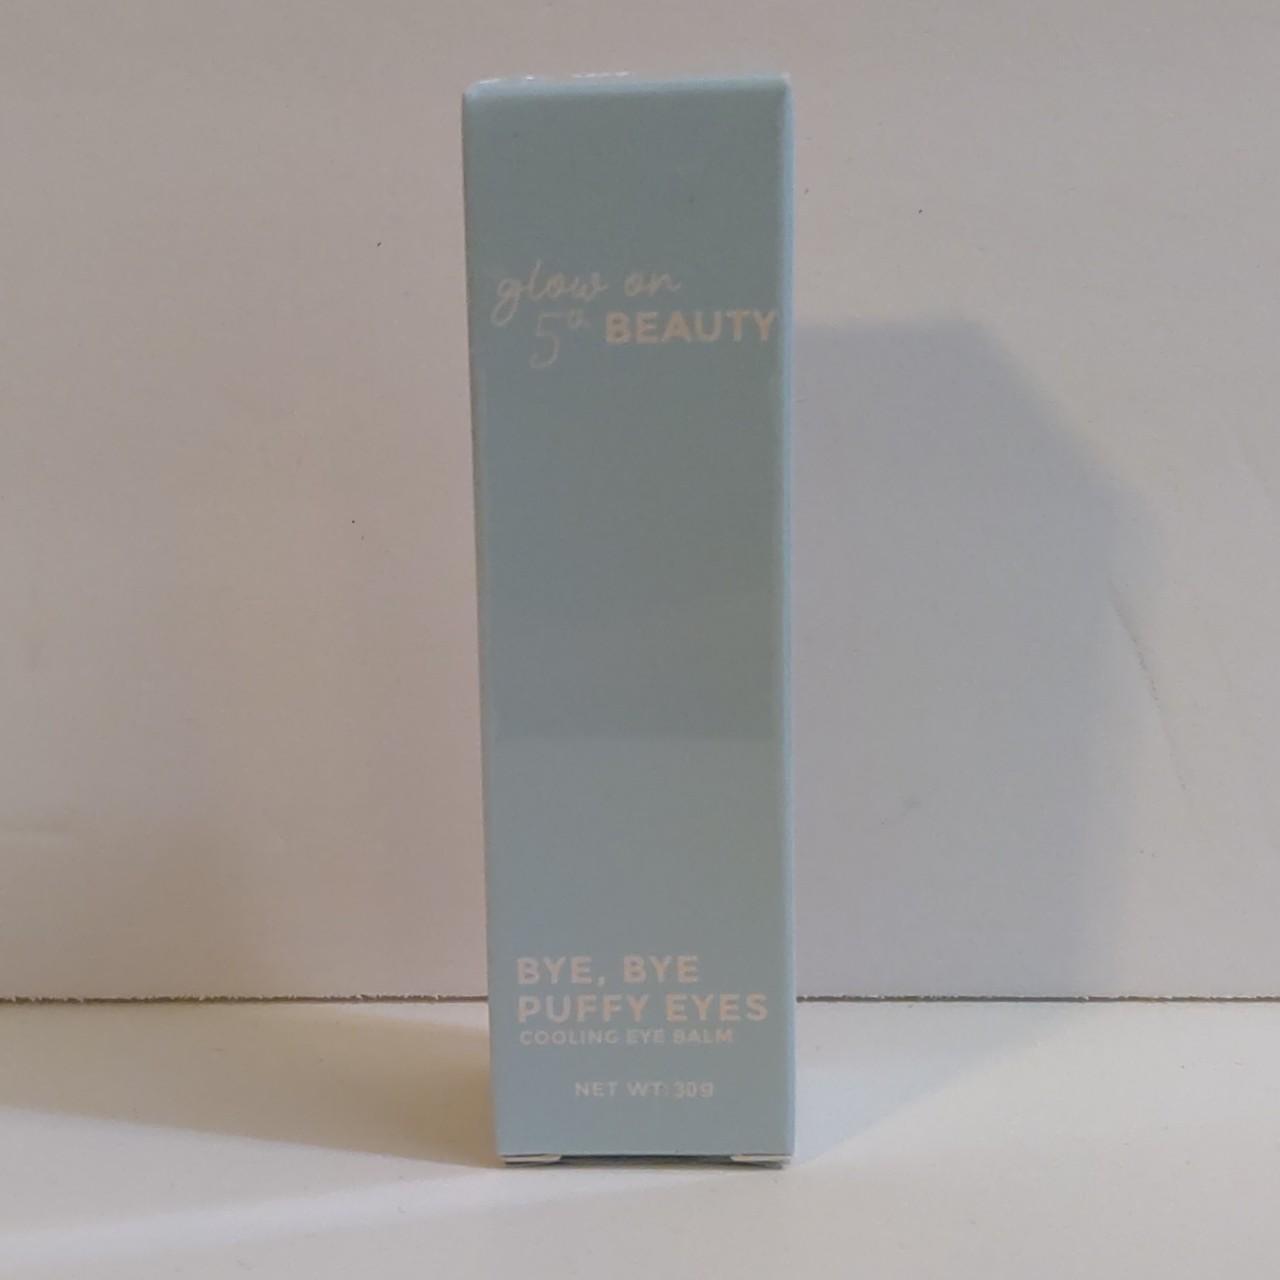 glow on
5th BEAUTY
BYE, BYE
PUFFY EYES
COOLING EYE BALM
NET WT: 30g